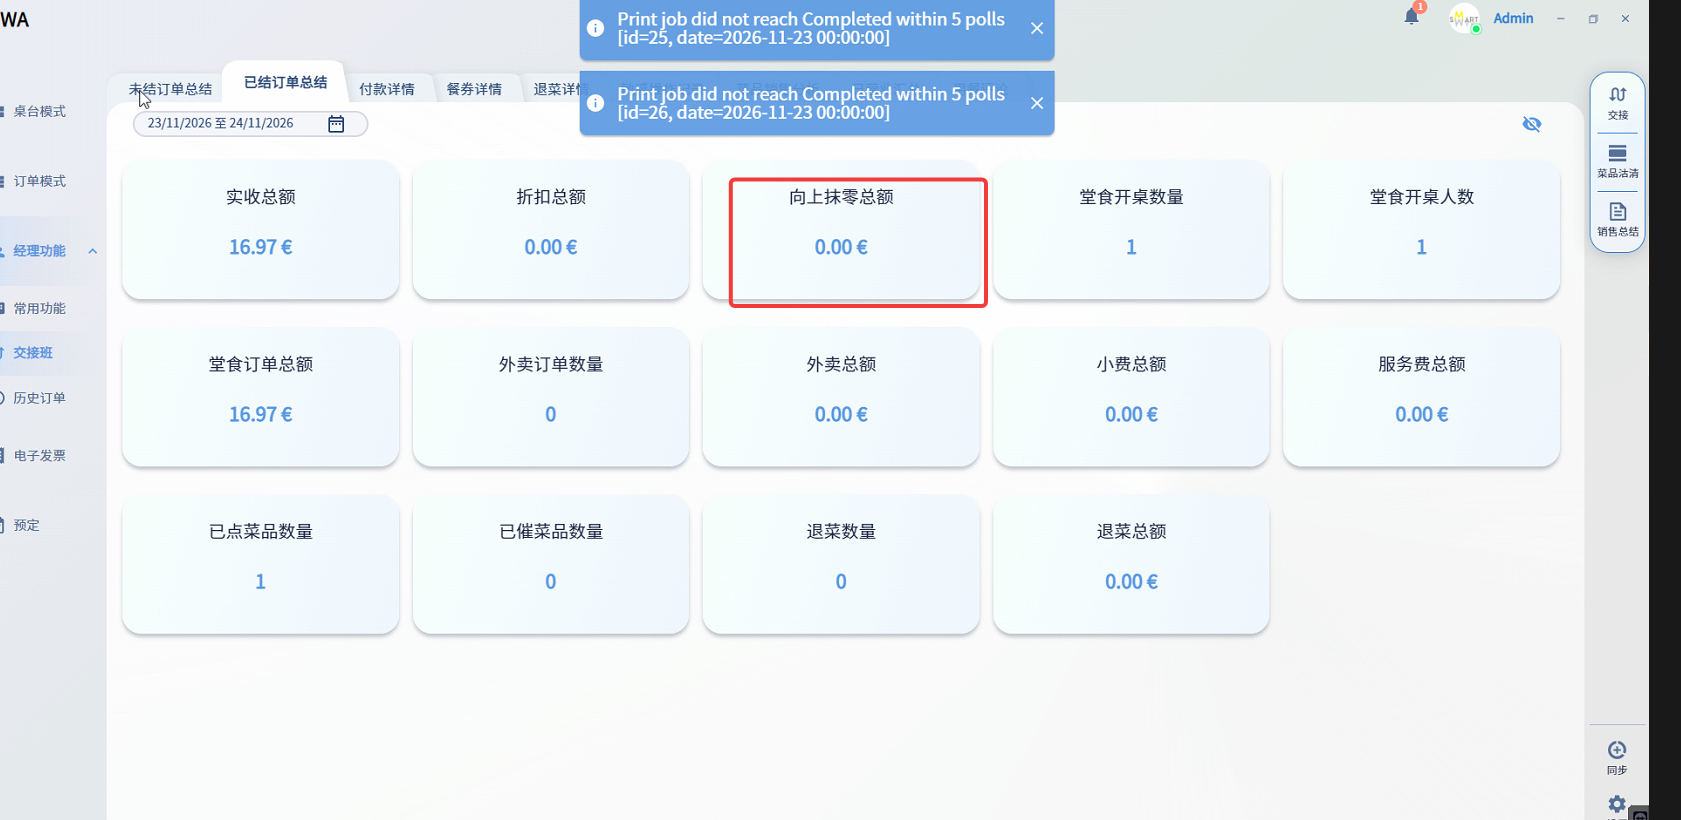 WA
Print job did not reach Completed within 5 polls
[id=25, date=2026-11-23 00:00:00]
1
Admin
Print job did not reach Completed within 5 polls
[id=26, date=2026-11-23 00:00:00]
未结订单总结
已结订单总结
付款详情
餐券详情
退菜详情
23/11/2026 至 24/11/2026
桌台模式
订单模式
经理功能
常用功能
交接班
历史订单
电子发票
预定
实收总额
16.97 €
折扣总额
0.00 €
向上抹零总额
0.00 €
堂食开桌数量
1
堂食开桌人数
1
堂食订单总额
16.97 €
外卖订单数量
0
外卖总额
0.00 €
小费总额
0.00 €
服务费总额
0.00 €
已点菜品数量
1
已催菜品数量
0
退菜数量
0
退菜总额
0.00 €
交接
菜品沽清
销售总结
同步